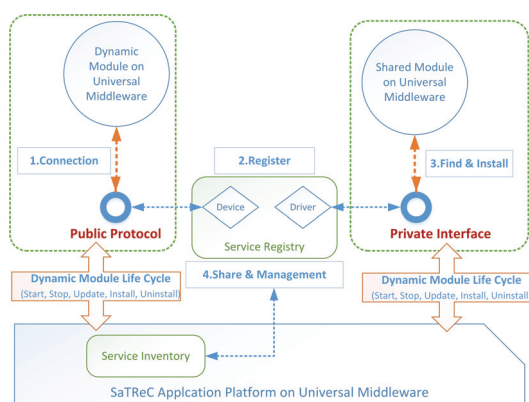 Dynamic
Module on
Universal
Middleware
Shared Module
on Universal
Middleware
1.Connection
2.Register
3.Find & Install
Device
Driver
Public Protocol
Service Registry
Private Interface
4.Share & Management
Dynamic Module Life Cycle
(Start, Stop, Update, Install, Uninstall)
Dynamic Module Life Cycle
(Start, Stop, Update, Install, Uninstall
Service Inventory
SaTReC Applcation Platform on Universal Middleware